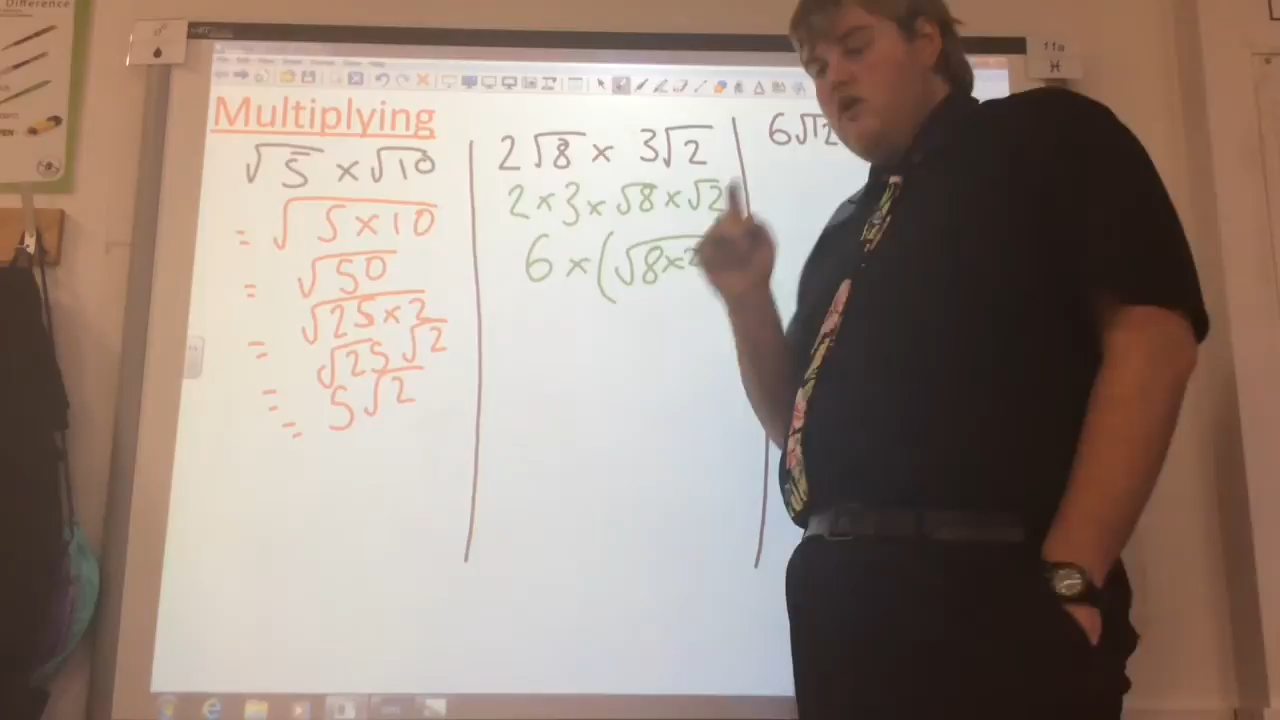 Difference
11a
Multiplying
√5 × √10
= √5 × 10
= √50
= √25 × 2
= √25 √2
= 5√2
2√8 × 3√2
2 × 3 × √8 × √2
6 × (√8×2
6√12